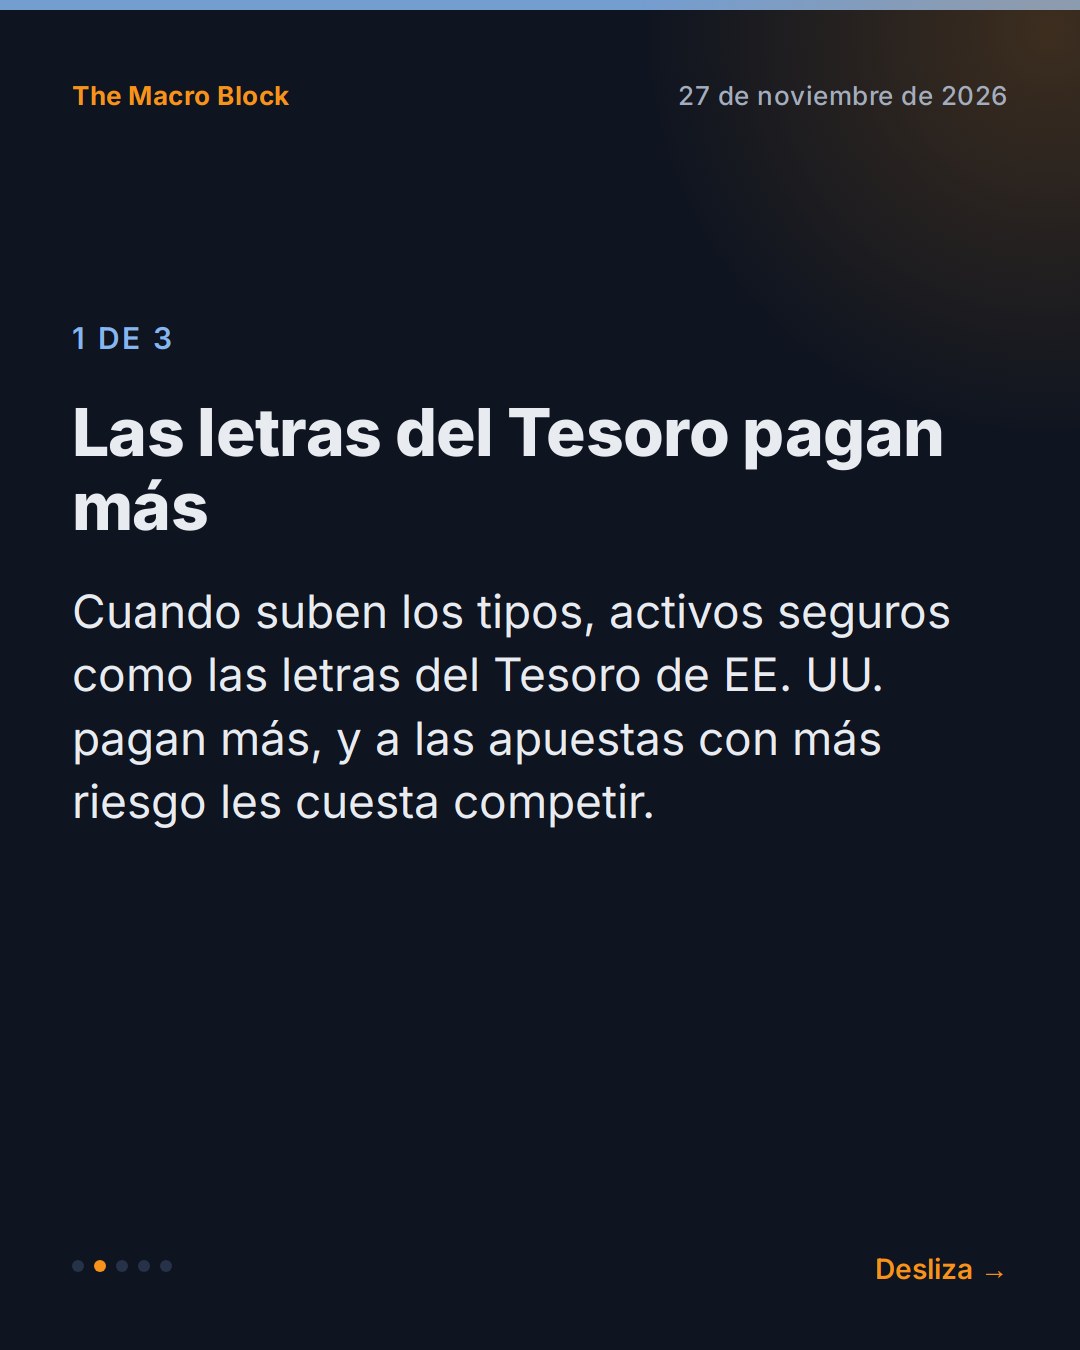 The Macro Block
27 de noviembre de 2026
1 DE 3
Las letras del Tesoro pagan
más
Cuando suben los tipos, activos seguros
como las letras del Tesoro de EE. UU.
pagan más, y a las apuestas con más
riesgo les cuesta competir.
Desliza →